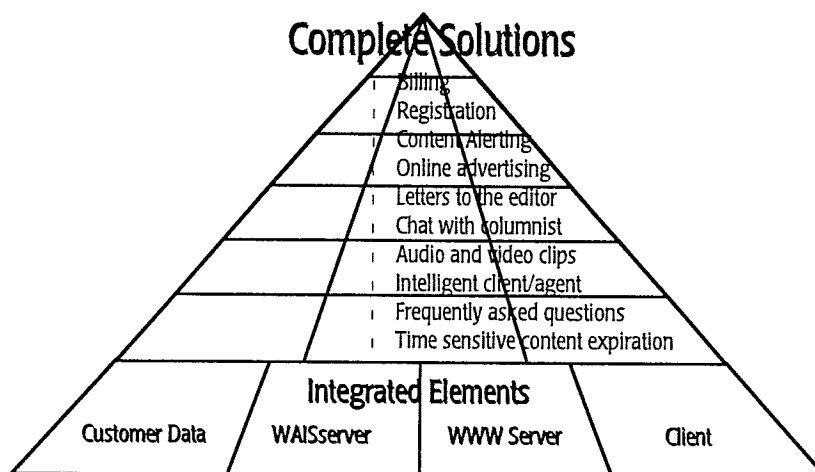 Complete Solutions
Billing
Registration
Content Alerting
Online advertising
Letters to the editor
Chat with columnist
Audio and video clips
Intelligent client/agent
Frequently asked questions
Time sensitive content expiration
Integrated Elements
Customer Data WAISserver WWW Server Client